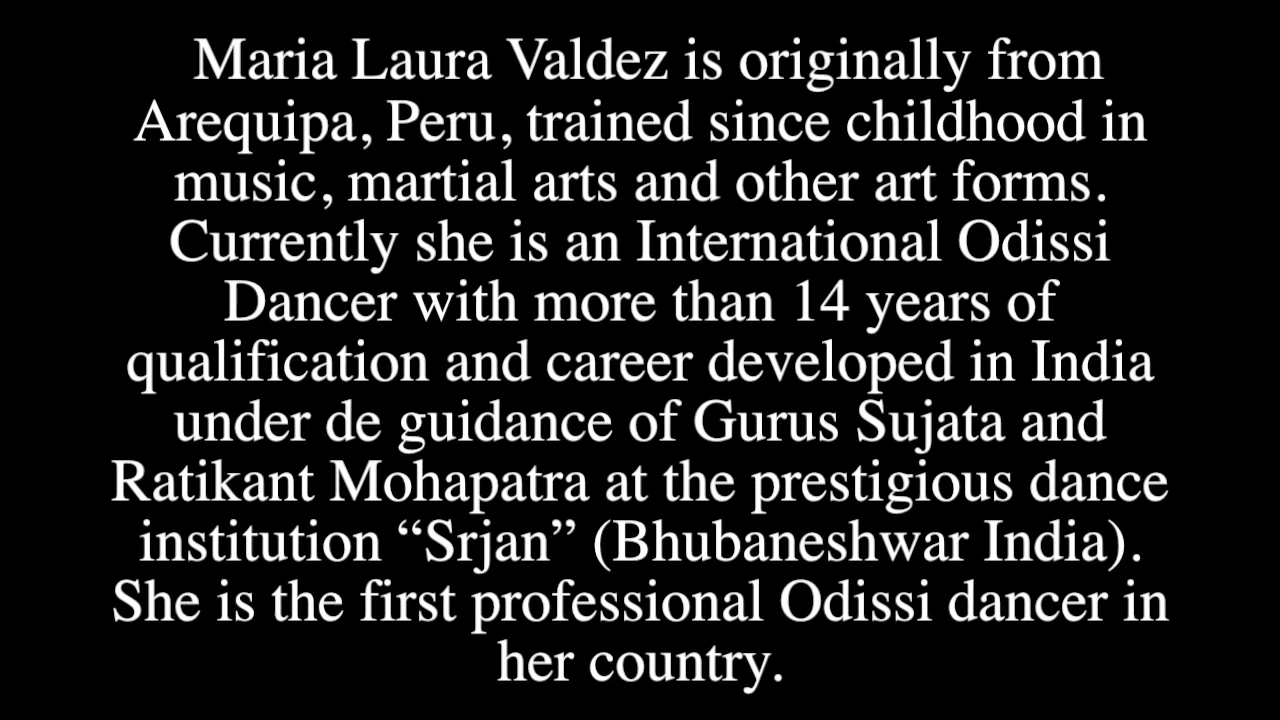 Maria Laura Valdez is originally from
Arequipa, Peru, trained since childhood in
music, martial arts and other art forms.
Currently she is an International Odissi
Dancer with more than 14 years of
qualification and career developed in India
under de guidance of Gurus Sujata and
Ratikant Mohapatra at the prestigious dance
institution “Srjan” (Bhubaneshwar India).
She is the first professional Odissi dancer in
her country.